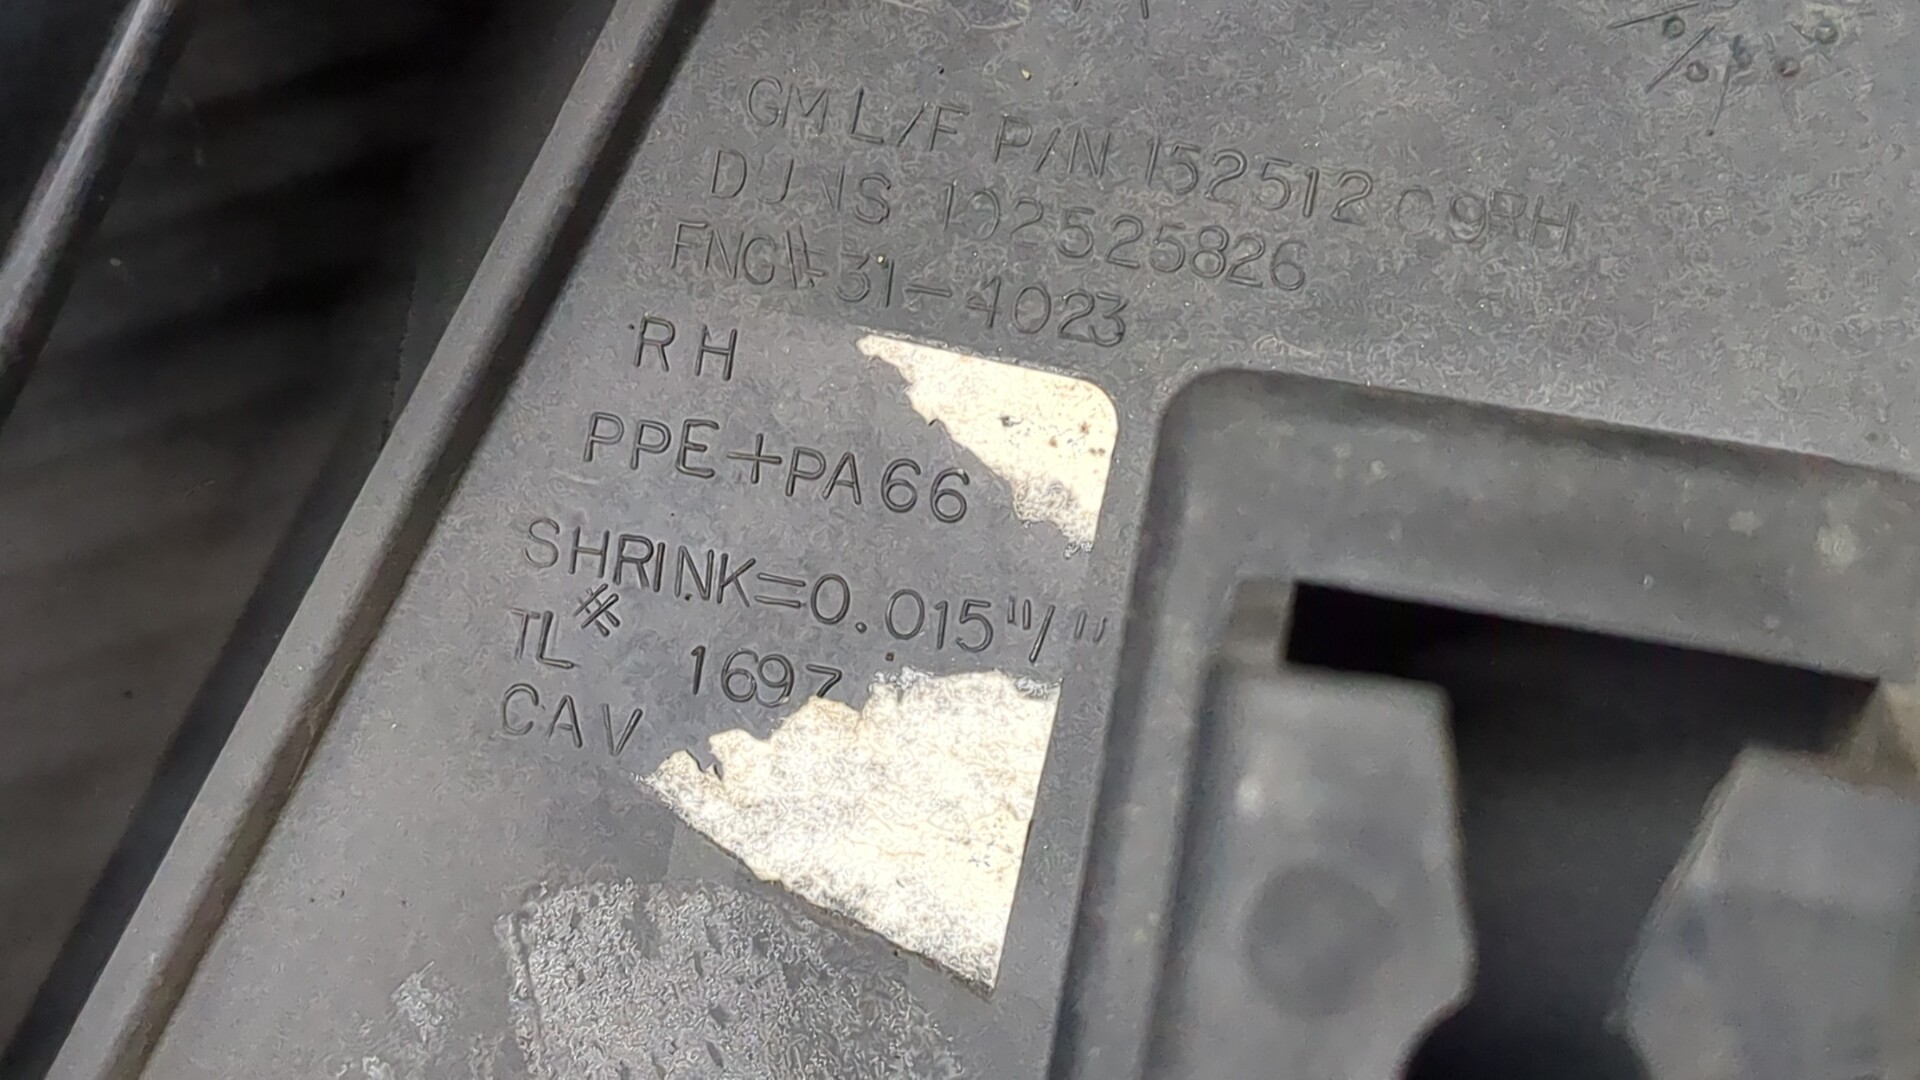 GM L/F P/N 15251209RH
DUNS 192525826
ENG# 31-4023
RH
PPE+PA66
SHRINK=0.015"/"
TL# 1697
CAV